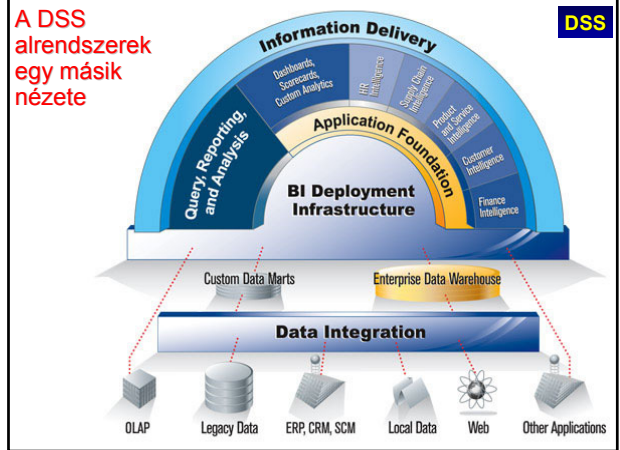 A DSS
alrendszerek
egy másik
nézete
DSS
Information Delivery
Query, Reporting,
and Analysis
Dashboards,
Scorecards,
Custom Analytics
HR
Intelligence
Supply Chain
Intelligence
Product
and Service
Intelligence
Customer
Intelligence
Finance
Intelligence
Application Foundation
BI Deployment
Infrastructure
Custom Data Marts
Enterprise Data Warehouse
Data Integration
OLAP
Legacy Data
ERP, CRM, SCM
Local Data
Web
Other Applications